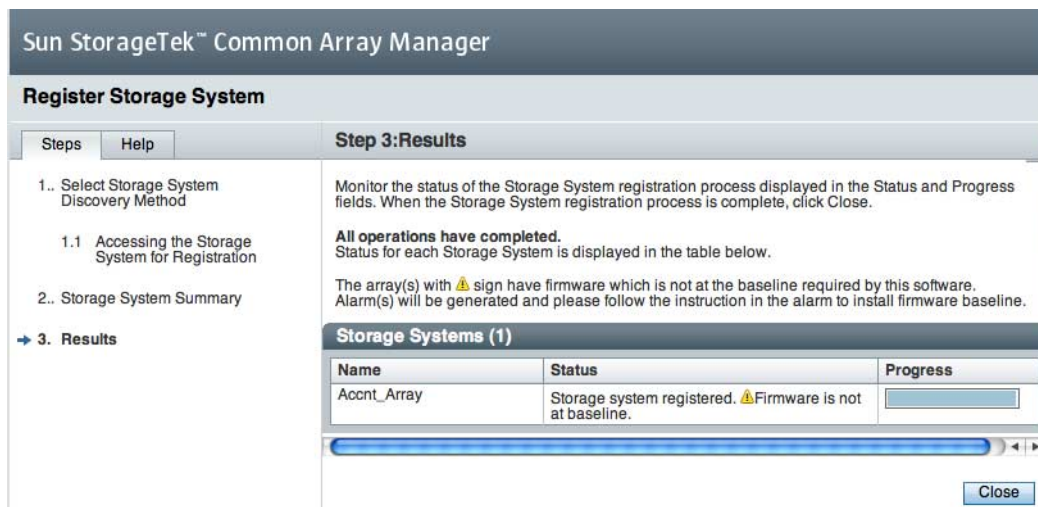 Sun StorageTek™ Common Array Manager
Register Storage System
Steps
Help
1.. Select Storage System
Discovery Method
1.1 Accessing the Storage
System for Registration
2.. Storage System Summary
3. Results
Step 3:Results
Monitor the status of the Storage System registration process displayed in the Status and Progress
fields. When the Storage System registration process is complete, click Close.
All operations have completed.
Status for each Storage System is displayed in the table below.
The array(s) with sign have firmware which is not at the baseline required by this software.
Alarm(s) will be generated and please follow the instruction in the alarm to install firmware baseline.
Storage Systems (1)
Name Status Progress
Accnt_Array Storage system registered. Firmware is not
at baseline.
Close